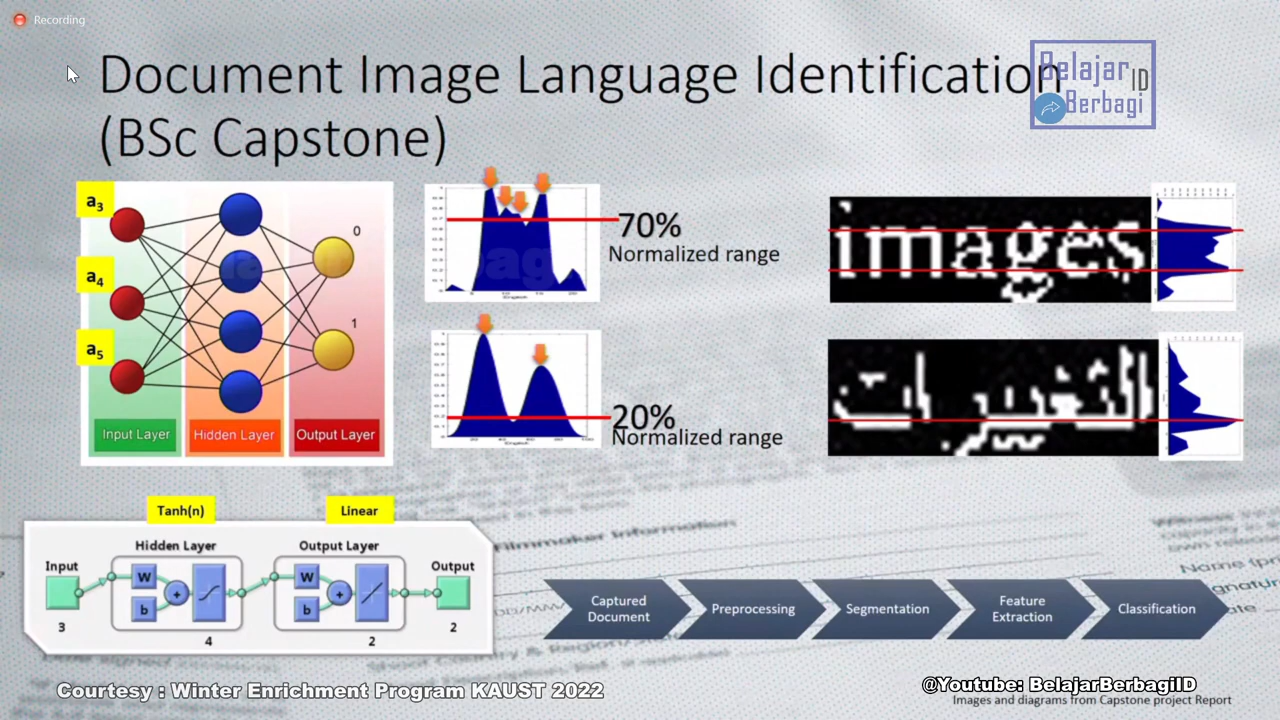 Recording
Document Image Language Identification
(BSc Capstone)
Belajar
ID
Berbagi
a3
a4
a5
0
1
Input Layer
Hidden Layer
Output Layer
70%
Normalized range
20%
Normalized range
images
التغييرات
Tanh(n)
Linear
Hidden Layer
Output Layer
Input
Output
W
b
+
W
b
+
3
4
2
2
Filmmaker Information
Captured
Document
Preprocessing
Segmentation
Feature
Extraction
Classification
Courtesy : Winter Enrichment Program KAUST 2022
@Youtube: BelajarBerbagiID
Images and diagrams from Capstone project Report